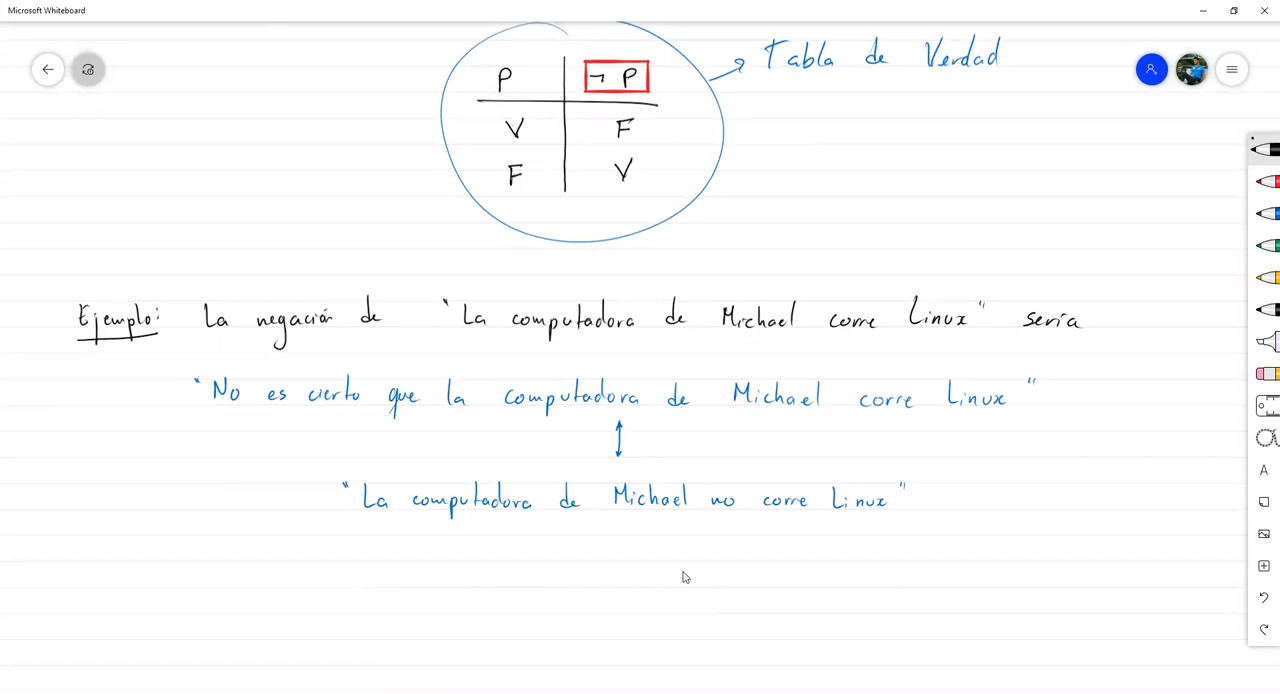 Microsoft Whiteboard
Tabla de Verdad
P ¬ P
V F
F V
Ejemplo: La negación de "La computadora de Michael corre Linux" sería
"No es cierto que la computadora de Michael corre Linux"
"La computadora de Michael no corre Linux"